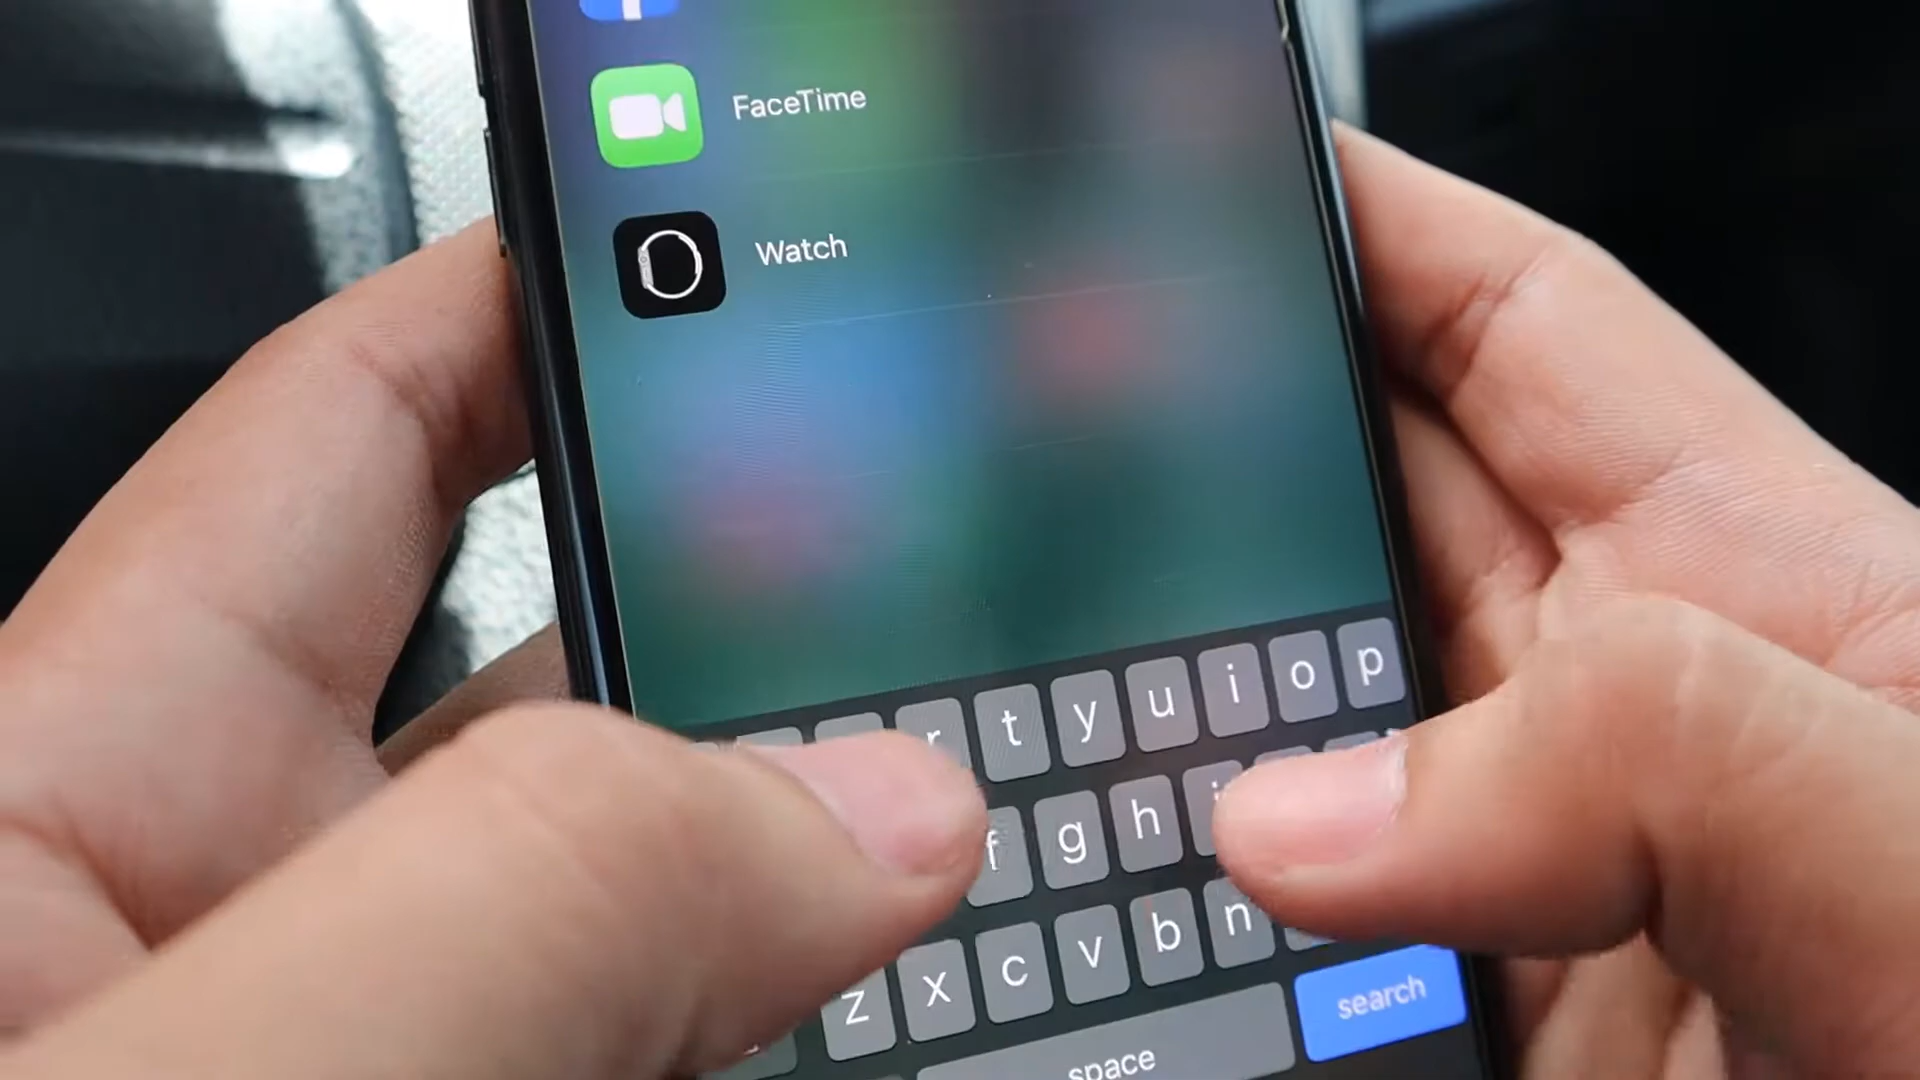 FaceTime
Watch
r t y u i o p
f g h j
z x c v b n
space search